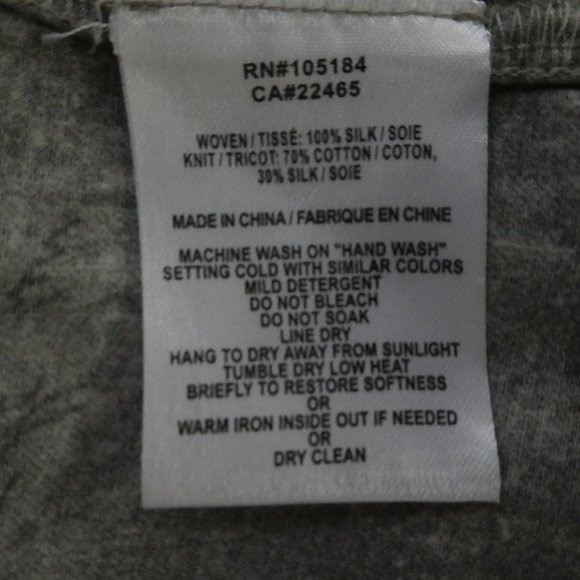 RN#105184
CA#22465
WOVEN / TISSÉ: 100% SILK / SOIE
KNIT / TRICOT: 70% COTTON / COTON,
30% SILK / SOIE
MADE IN CHINA / FABRIQUE EN CHINE
MACHINE WASH ON "HAND WASH"
SETTING COLD WITH SIMILAR COLORS
MILD DETERGENT
DO NOT BLEACH
DO NOT SOAK
LINE DRY
HANG TO DRY AWAY FROM SUNLIGHT
TUMBLE DRY LOW HEAT
BRIEFLY TO RESTORE SOFTNESS
OR
WARM IRON INSIDE OUT IF NEEDED
OR
DRY CLEAN